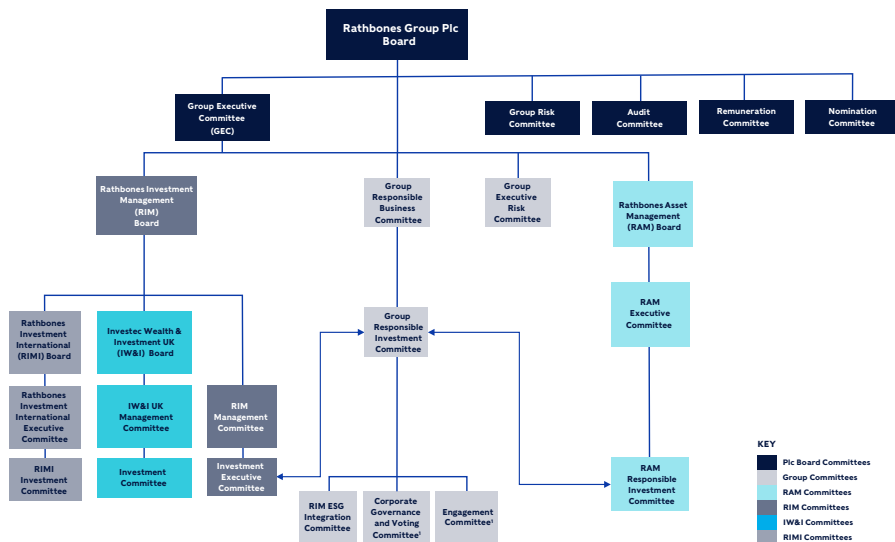 Rathbones Group Plc
Board
Group Executive
Committee
(GEC)
Group Risk
Committee
Audit
Committee
Remuneration
Committee
Nomination
Committee
Rathbones Investment
Management
(RIM)
Board
Group
Responsible
Business
Committee
Group
Executive
Risk
Committee
Rathbones Asset
Management
(RAM) Board
RAM
Executive
Committee
Rathbones
Investment
International
(RIMI) Board
Investec Wealth &
Investment UK
(IW&I) Board
Group
Responsible
Investment
Committee
Rathbones
Investment
International
Executive
Committee
IW&I UK
Management
Committee
RIM
Management
Committee
RIMI
Investment
Committee
Investment
Committee
Investment
Executive
Committee
RAM
Responsible
Investment
Committee
RIM ESG
Integration
Committee
Corporate
Governance
and Voting
Committee¹
Engagement
Committee¹
KEY
Plc Board Committees
Group Committees
RAM Committees
RIM Committees
IW&I Committees
RIMI Committees